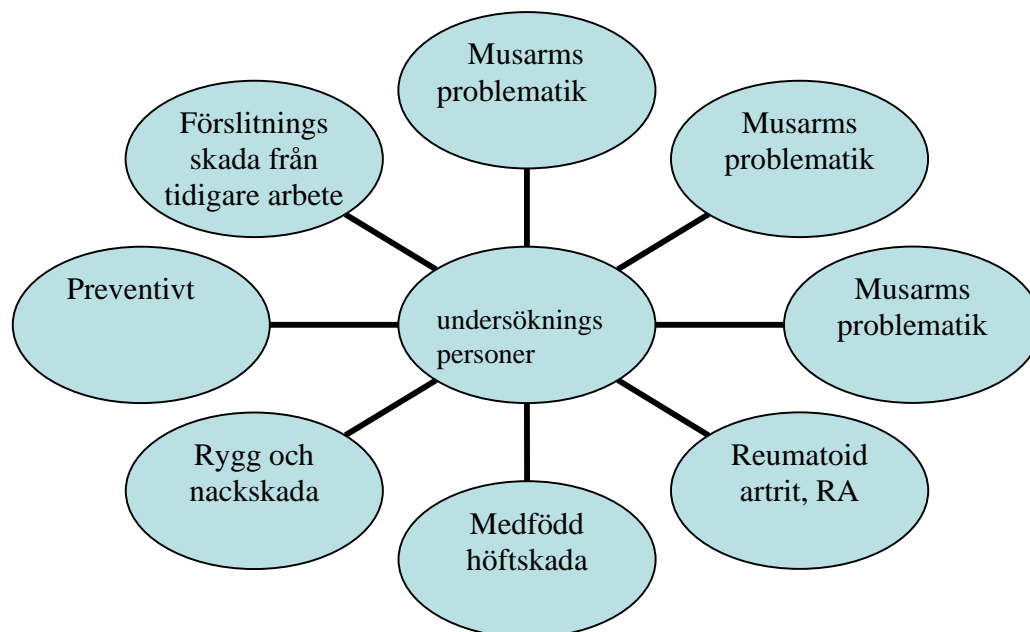 Musarms
problematik
Förslitnings
skada från
tidigare arbete
Musarms
problematik
Preventivt
undersöknings
personer
Musarms
problematik
Rygg och
nackskada
Medfödd
höftskada
Reumatoid
artrit, RA